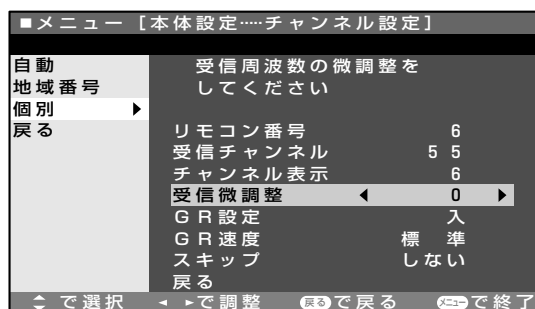 ■メニュー [本体設定……チャンネル設定]
自動
地域番号
個別 ▶
戻る
受信周波数の微調整を
してください
リモコン番号 6
受信チャンネル 55
チャンネル表示 6
受信微調整 ◀ 0 ▶
GR設定 入
GR速度 標準
スキップ しない
戻る
で選択 ◀ ▶で調整 戻るで戻る メニューで終了